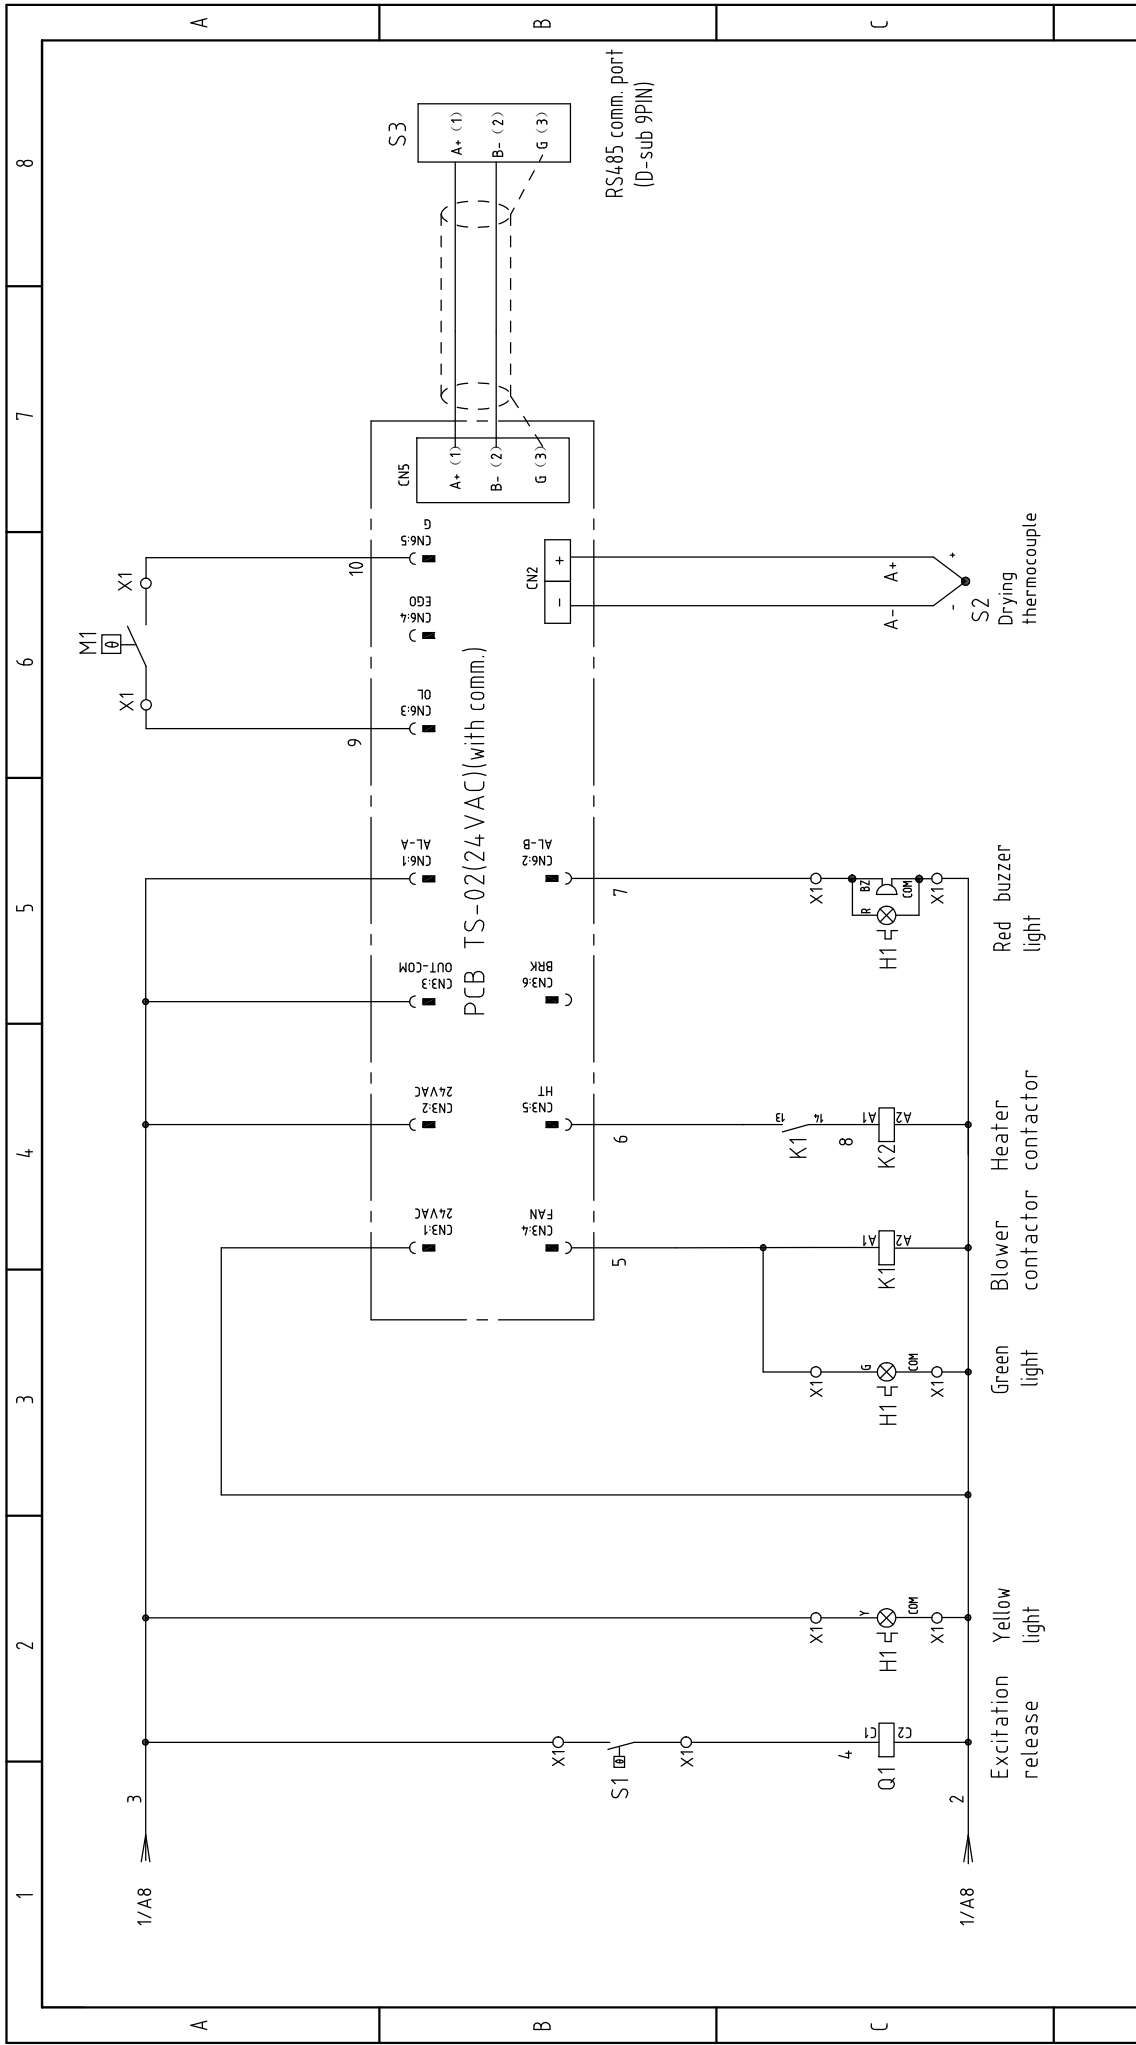 1
2
3
4
5
6
7
8
A
A
B
B
C
C
1/A8
3
1/A8
2
X1
S1
θ
X1
4
Q1
C1
C2
Excitation
release
X1
Y
H1
COM
X1
Yellow
light
X1
G
H1
COM
X1
Green
light
CN3:1
24VAC
CN3:4
FAN
5
K1
A1
A2
Blower
contactor
CN3:2
24VAC
CN3:5
HT
6
K1
13
14
8
K2
A1
A2
Heater
contactor
CN3:3
OUT-COM
CN3:6
BRK
PCB TS-02(24VAC)(with comm.)
CN6:1
AL-A
CN6:2
AL-B
7
X1
R
BZ
H1
COM
X1
Red buzzer
light
M1
θ
X1
X1
9
10
CN6:3
OL
CN6:4
EGO
CN6:5
G
CN2
-
+
A-
A+
-
+
S2
Drying
thermocouple
CN5
A+ (1)
B- (2)
G (3)
S3
A+ (1)
B- (2)
G (3)
RS485 comm. port
(D-sub 9PIN)